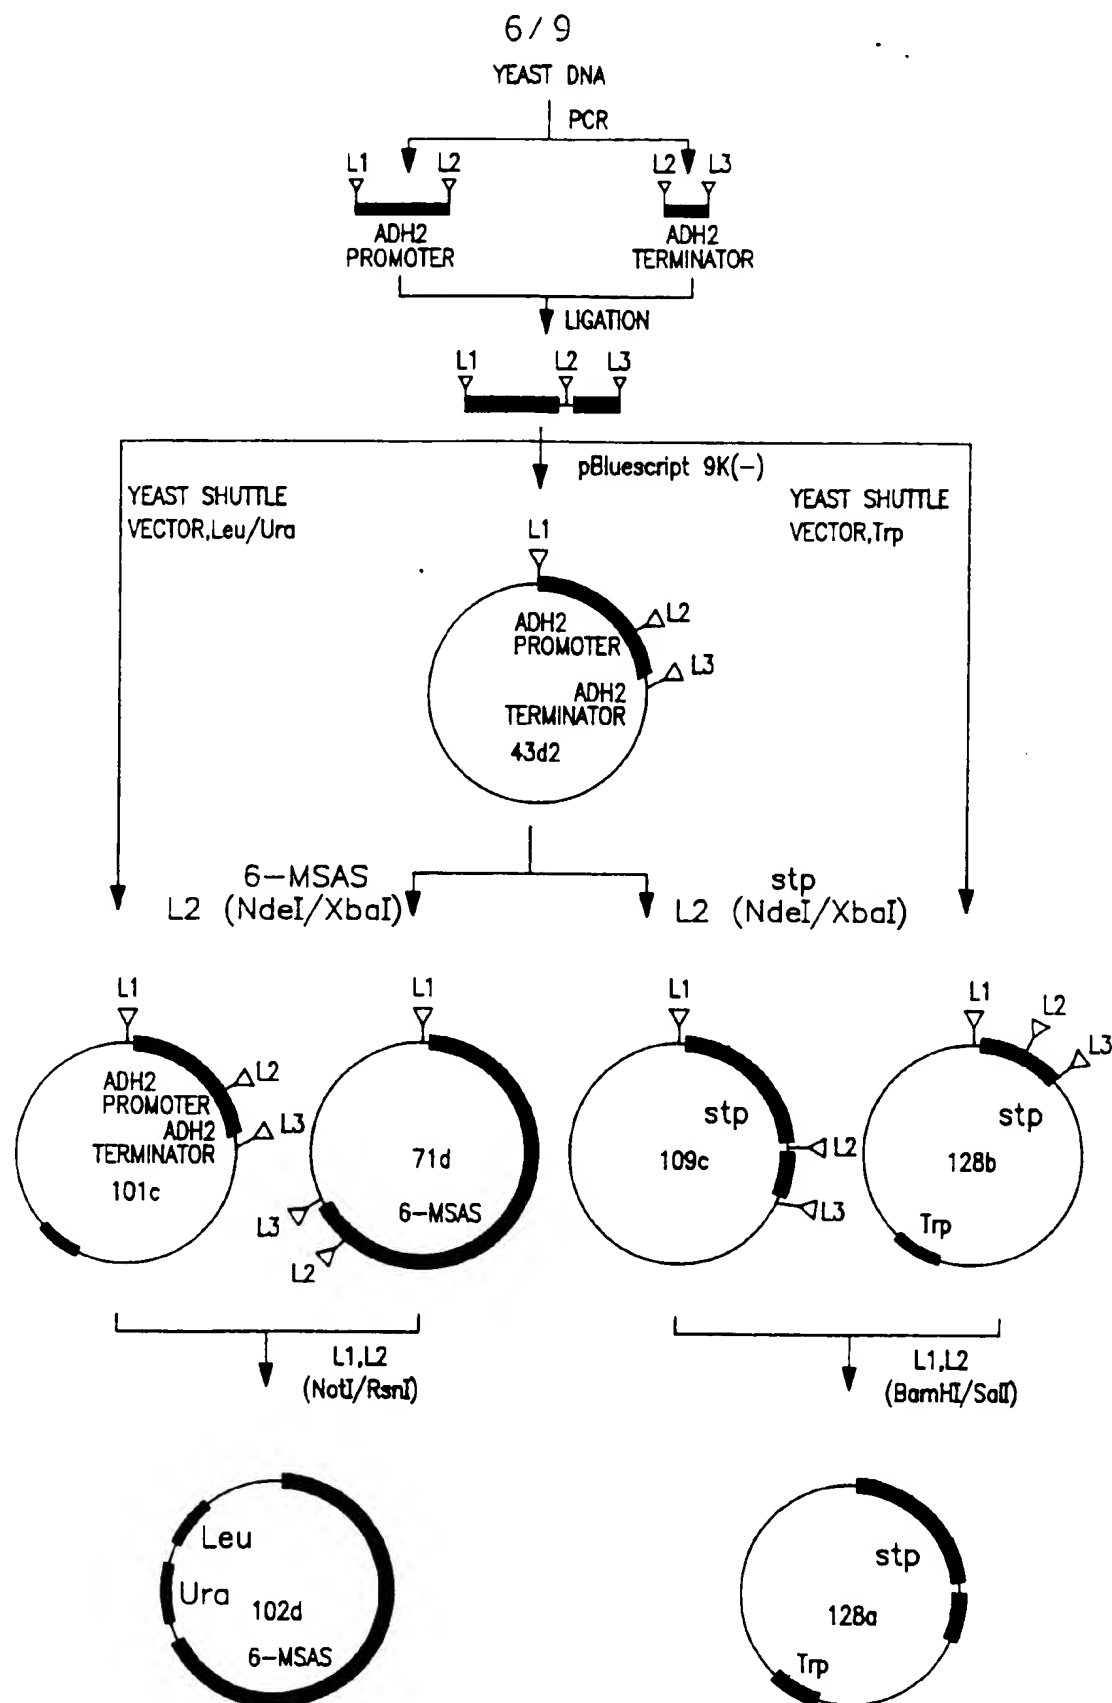 6/9
YEAST DNA
PCR
L1 L2 L2 L3
ADH2
PROMOTER
ADH2
TERMINATOR
LIGATION
L1 L2 L3
pBluescript 9K(-)
YEAST SHUTTLE
VECTOR,Leu/Ura
YEAST SHUTTLE
VECTOR,Trp
L1
ADH2
PROMOTER
L2
L3
ADH2
TERMINATOR
43d2
6-MSAS
L2 (NdeI/XbaI)
stp
L2 (NdeI/XbaI)
L1
ADH2
PROMOTER
L2
ADH2
TERMINATOR
L3
101c
L1
71d
6-MSAS
L3
L2
L1
stp
L2
109c
L3
L1
L2
L3
stp
128b
Trp
L1,L2
(NotI/RsnI)
L1,L2
(BamHI/SalI)
Leu
Ura
102d
6-MSAS
stp
128a
Trp